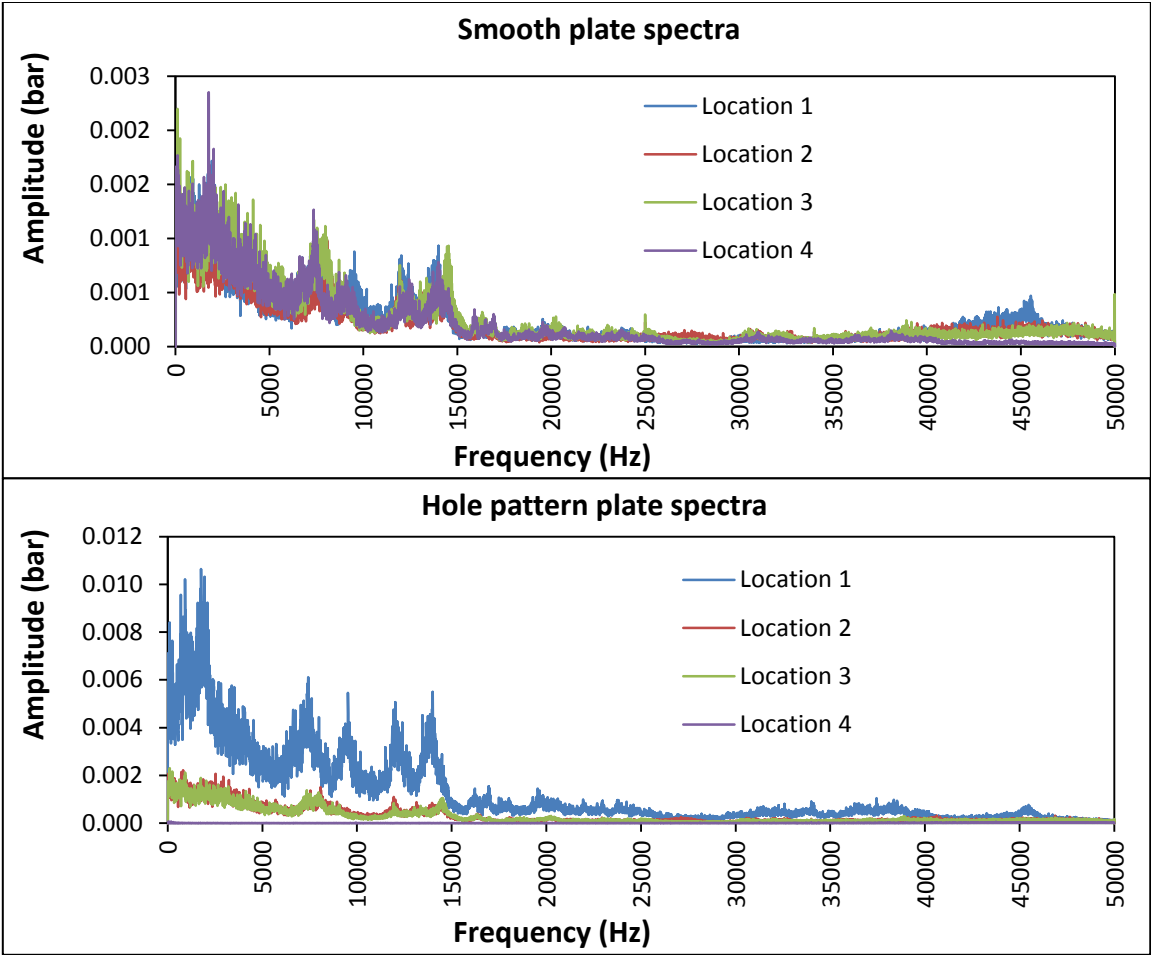 Smooth plate spectra
Amplitude (bar)
0.003
0.002
0.002
0.001
0.001
0.000
Location 1
Location 2
Location 3
Location 4
0
5000
10000
15000
20000
25000
30000
35000
40000
45000
50000
Frequency (Hz)
Hole pattern plate spectra
Amplitude (bar)
0.012
0.010
0.008
0.006
0.004
0.002
0.000
Location 1
Location 2
Location 3
Location 4
0
5000
10000
15000
20000
25000
30000
35000
40000
45000
50000
Frequency (Hz)